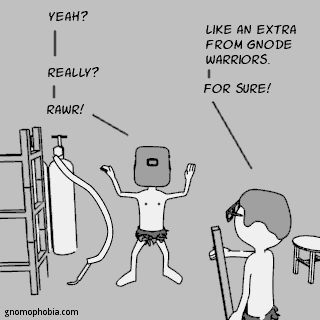 YEAH?
REALLY?
RAWR!
LIKE AN EXTRA
FROM GNODE
WARRIORS.
FOR SURE!
gnomophobia.com